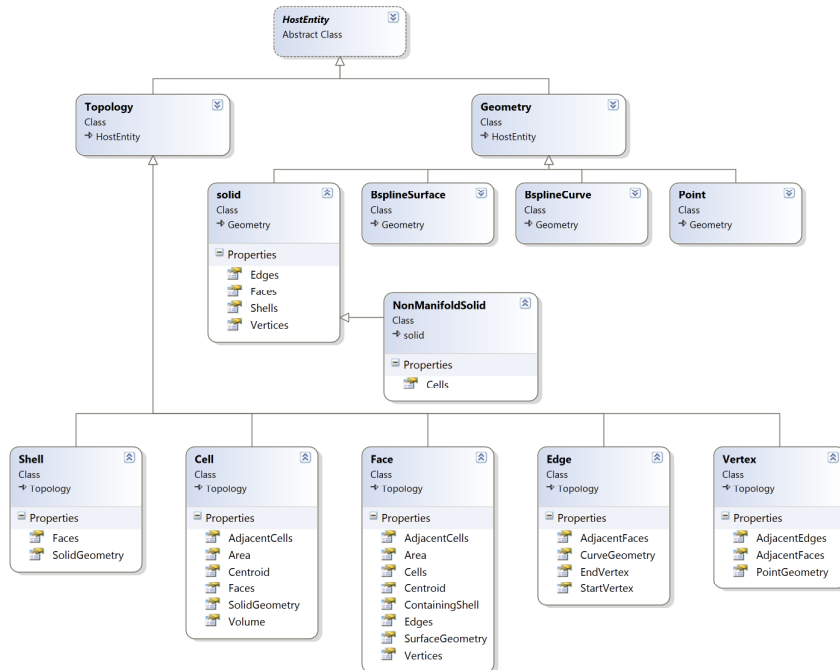 HostEntity
Abstract Class
Topology
Class
HostEntity
Geometry
Class
HostEntity
solid
Class
Geometry
Properties
Edges
Faces
Shells
Vertices
BsplineSurface
Class
Geometry
BsplineCurve
Class
Geometry
Point
Class
Geometry
NonManifoldSolid
Class
solid
Properties
Cells
Shell
Class
Topology
Properties
Faces
SolidGeometry
Cell
Class
Topology
Properties
AdjacentCells
Area
Centroid
Faces
SolidGeometry
Volume
Face
Class
Topology
Properties
AdjacentCells
Area
Cells
Centroid
ContainingShell
Edges
SurfaceGeometry
Vertices
Edge
Class
Topology
Properties
AdjacentFaces
CurveGeometry
EndVertex
StartVertex
Vertex
Class
Topology
Properties
AdjacentEdges
AdjacentFaces
PointGeometry